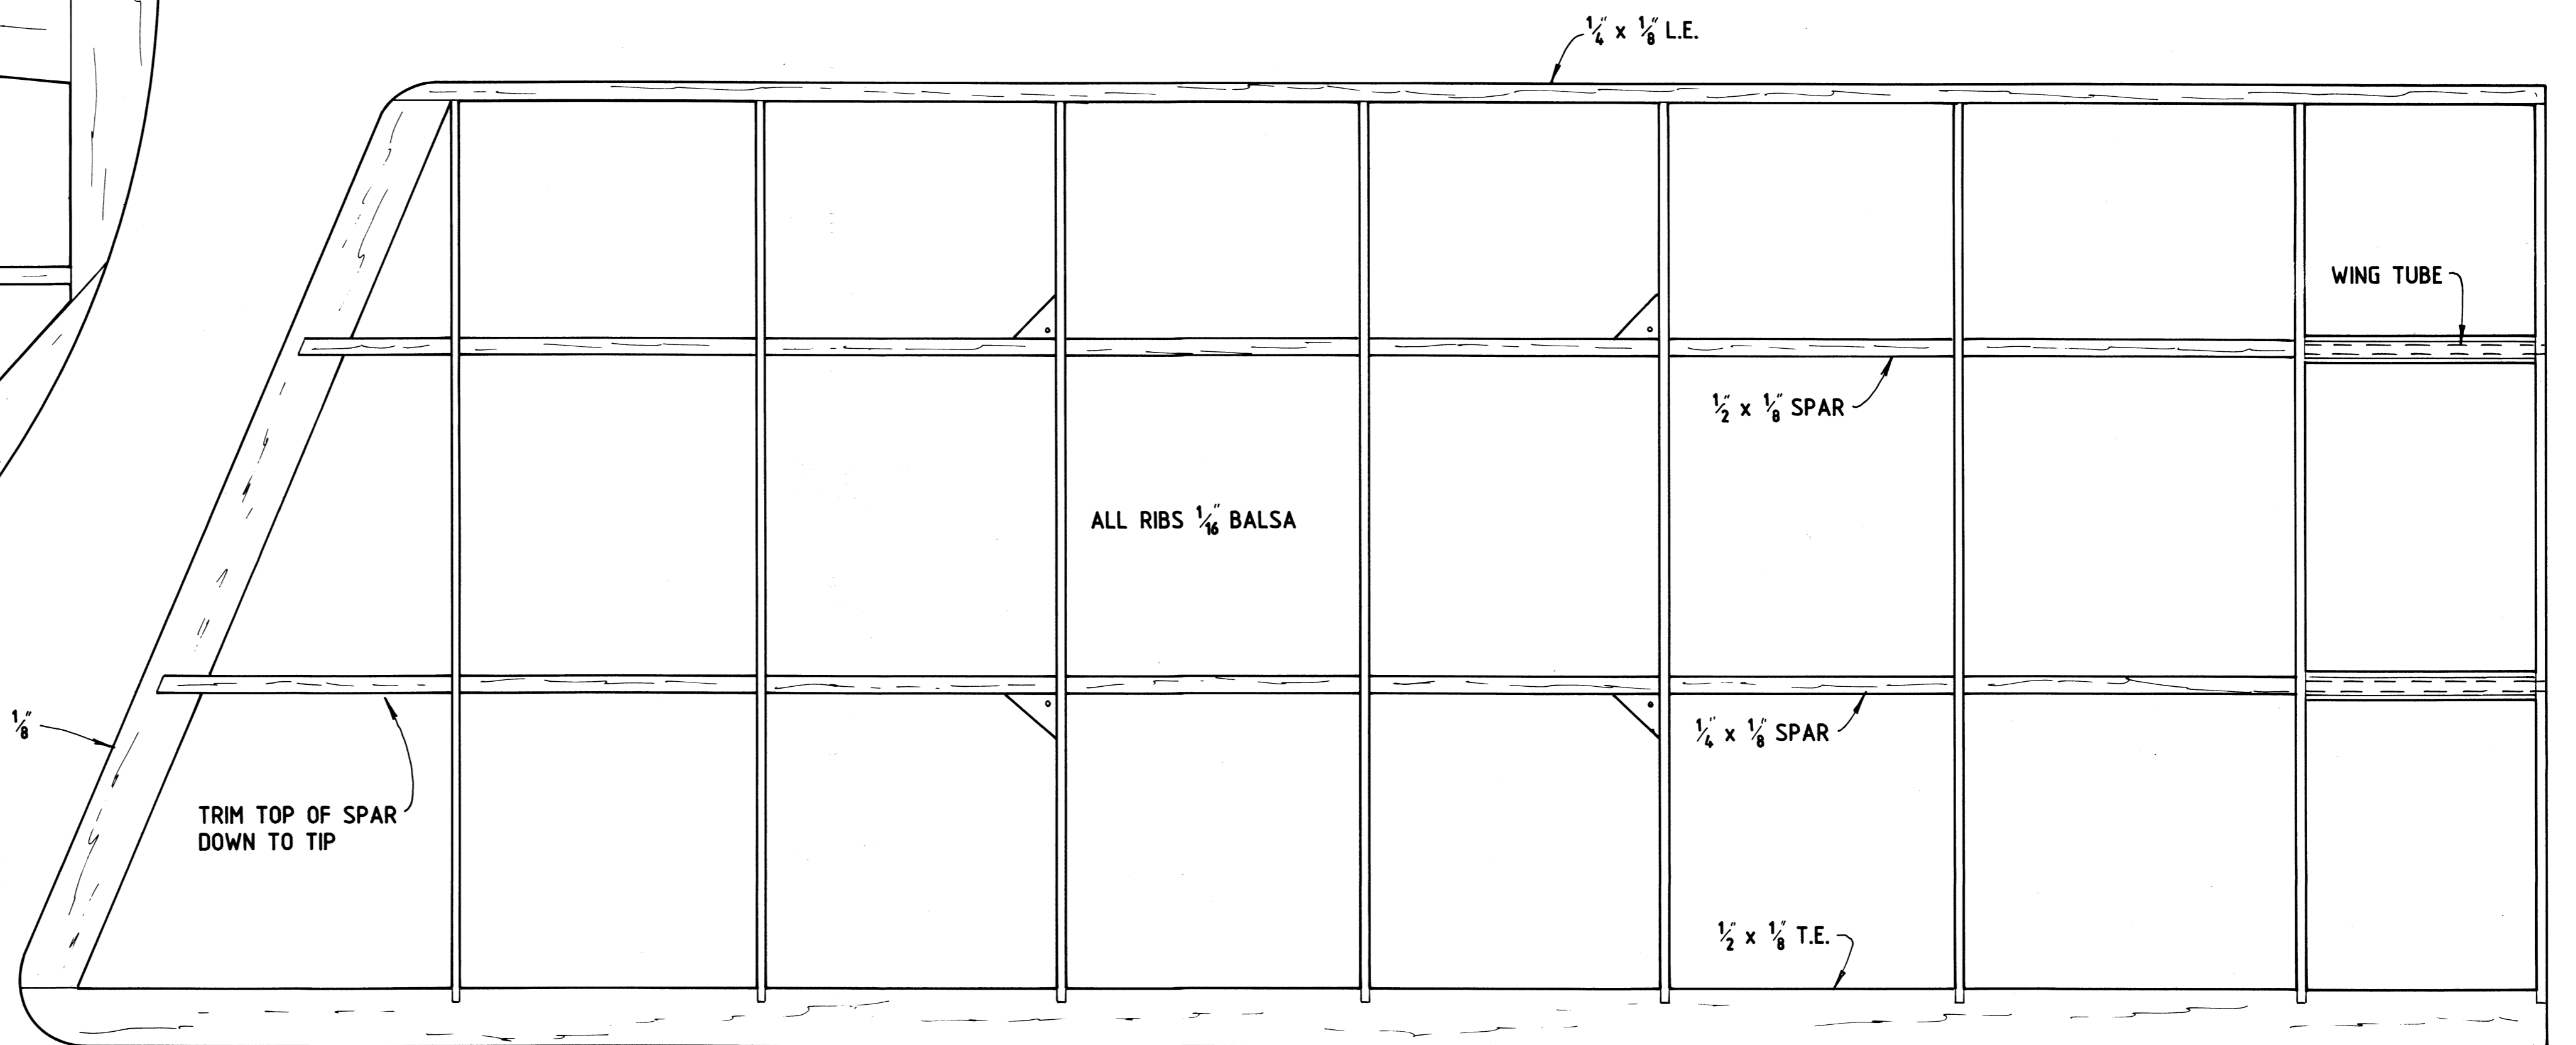 1/4" x 1/8" L.E.
WING TUBE
1/2" x 1/8" SPAR
ALL RIBS 1/16" BALSA
1/8"
1/4" x 1/8" SPAR
TRIM TOP OF SPAR
DOWN TO TIP
1/2" x 1/8" T.E.